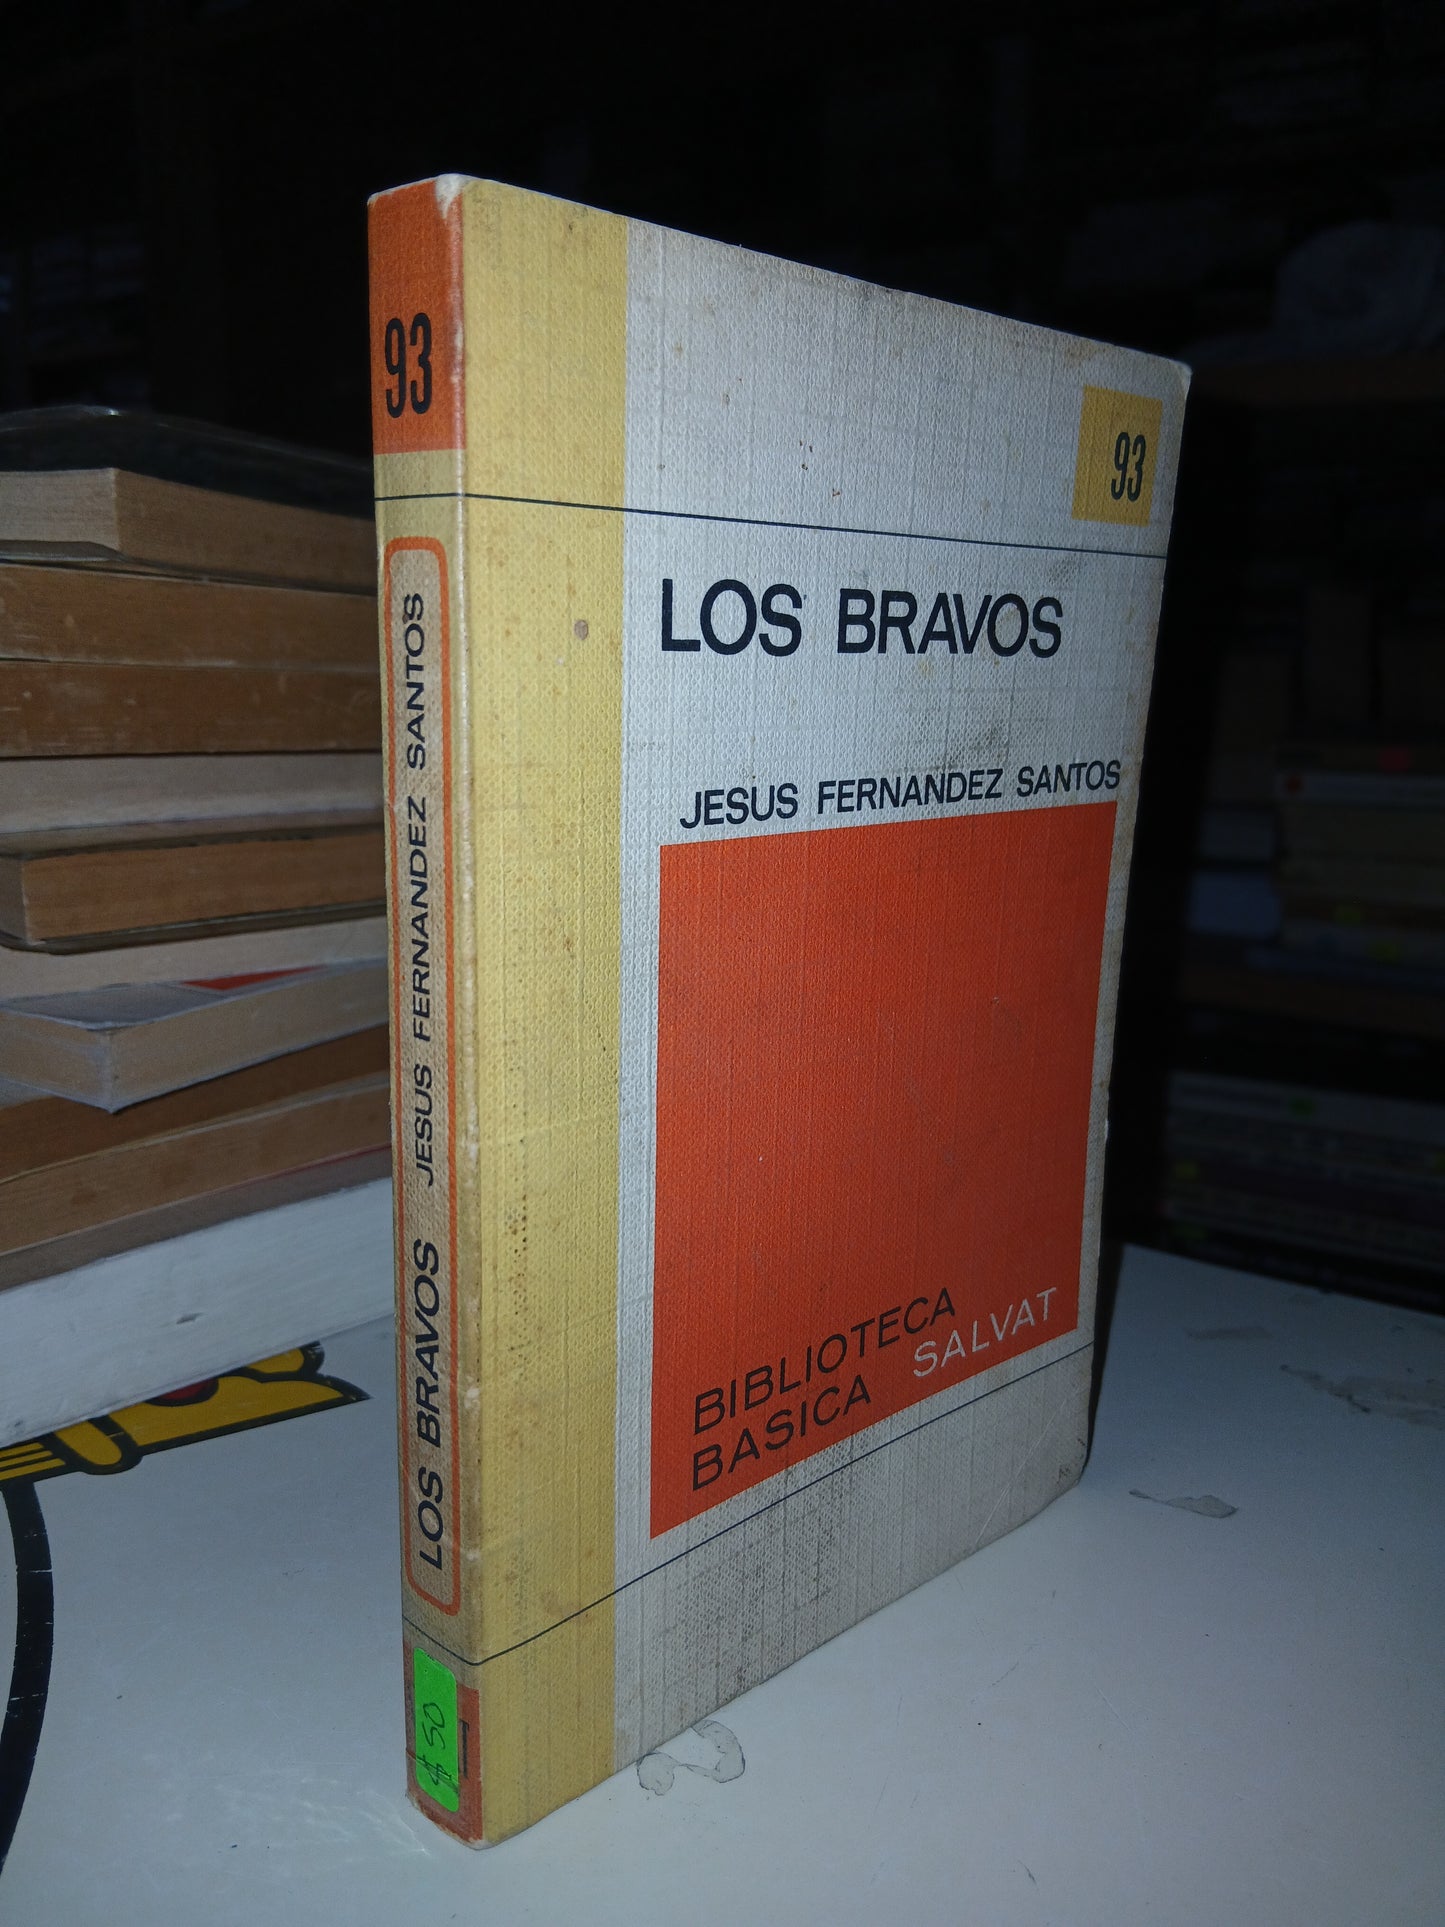 93
LOS BRAVOS JESUS FERNANDEZ SANTOS
$50
93
LOS BRAVOS
JESUS FERNANDEZ SANTOS
BIBLIOTECA
BASICA SALVAT